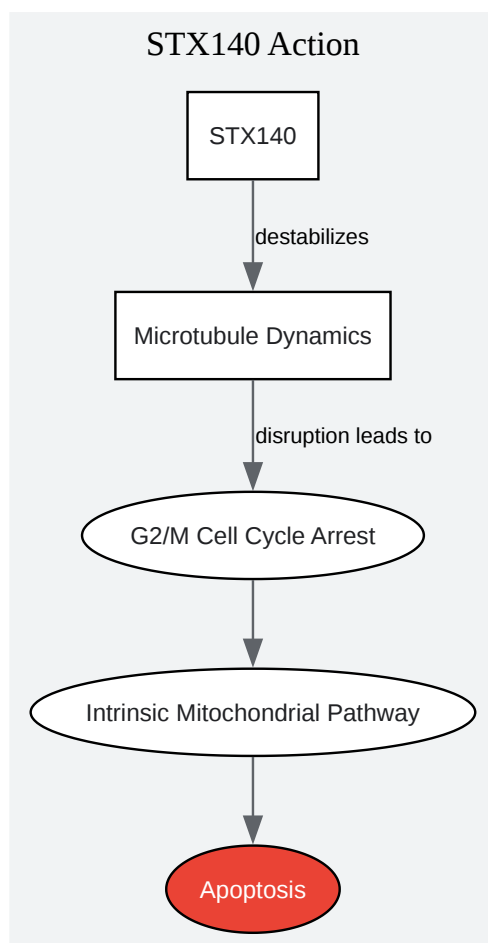 STX140 Action
STX140
destabilizes
Microtubule Dynamics
disruption leads to
G2/M Cell Cycle Arrest
Intrinsic Mitochondrial Pathway
Apoptosis